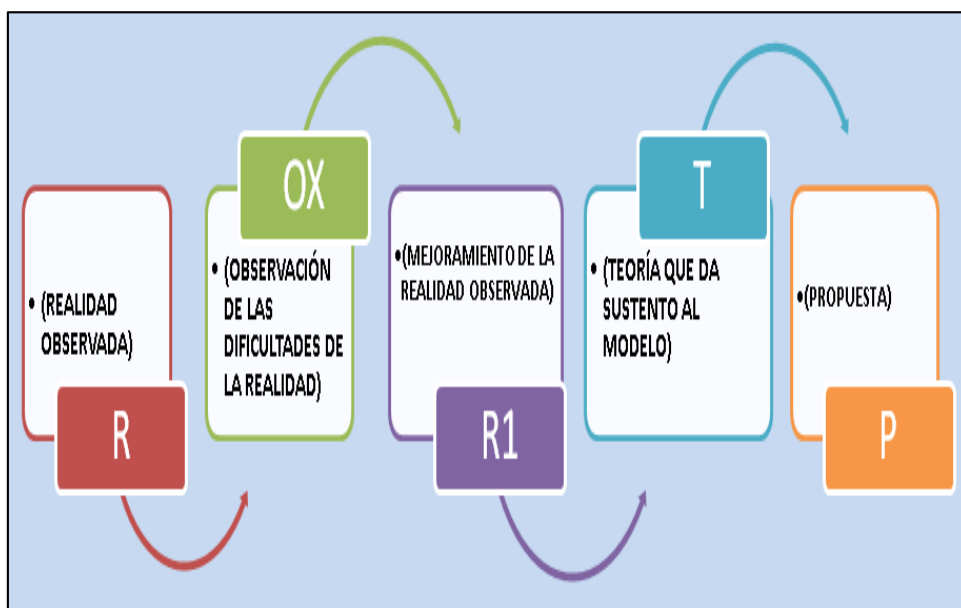 • (REALIDAD
OBSERVADA)
R
OX
• (OBSERVACIÓN
DE LAS
DIFICULTADES DE
LA REALIDAD)
•(MEJORAMIENTO DE LA
REALIDAD OBSERVADA)
R1
T
• (TEORÍA QUE DA
SUSTENTO AL
MODELO)
•(PROPUESTA)
P